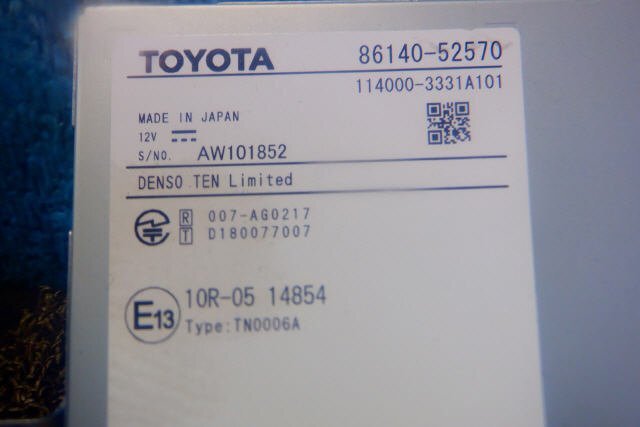 TOYOTA 86140-52570
114000-3331A101
MADE IN JAPAN
12V
S/NO. AW101852
DENSO TEN Limited
R 007-AG0217
T D180077007
E13 10R-05 14854
Type:TN0006A